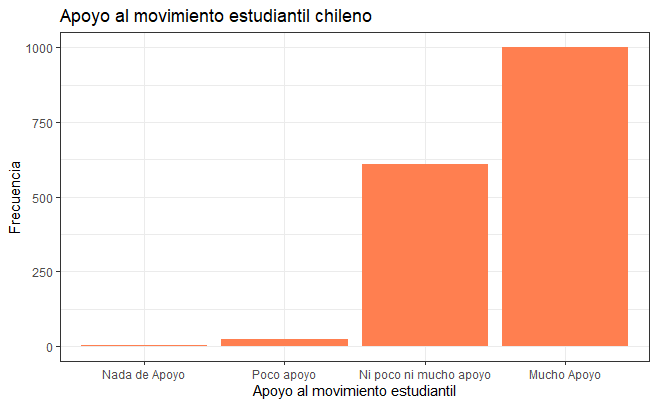 Apoyo al movimiento estudiantil chileno
Frecuencia
1000
750
500
250
0
Nada de Apoyo
Poco apoyo
Ni poco ni mucho apoyo
Mucho Apoyo
Apoyo al movimiento estudiantil